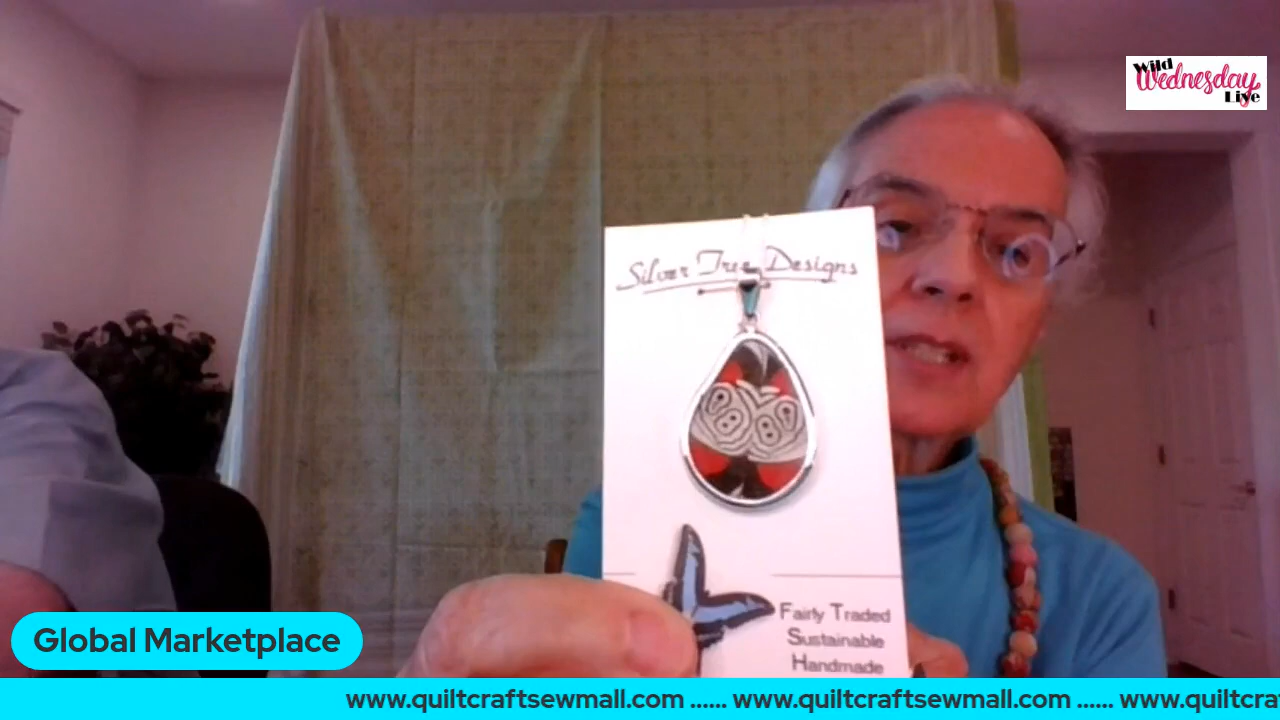 Wild
Wednesday
Live
Silver Tree Designs
Fairly Traded
Sustainable
Handmade
Global Marketplace
www.quiltcraftsewmall.com ...... www.quiltcraftsewmall.com ...... www.quiltcra